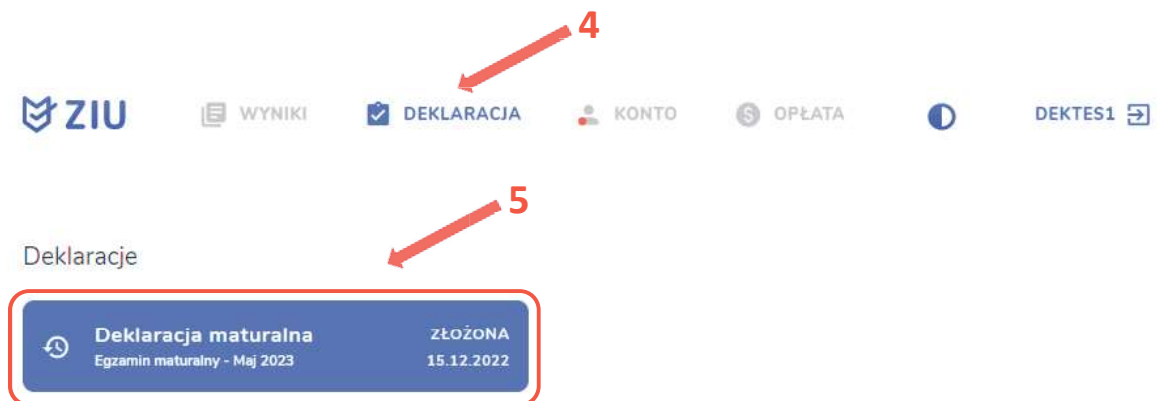 4
ZIU WYNIKI DEKLARACJA KONTO OPŁATA DEKTES1
5
Deklaracje
Deklaracja maturalna ZŁOŻONA
Egzamin maturalny - Maj 2023 15.12.2022